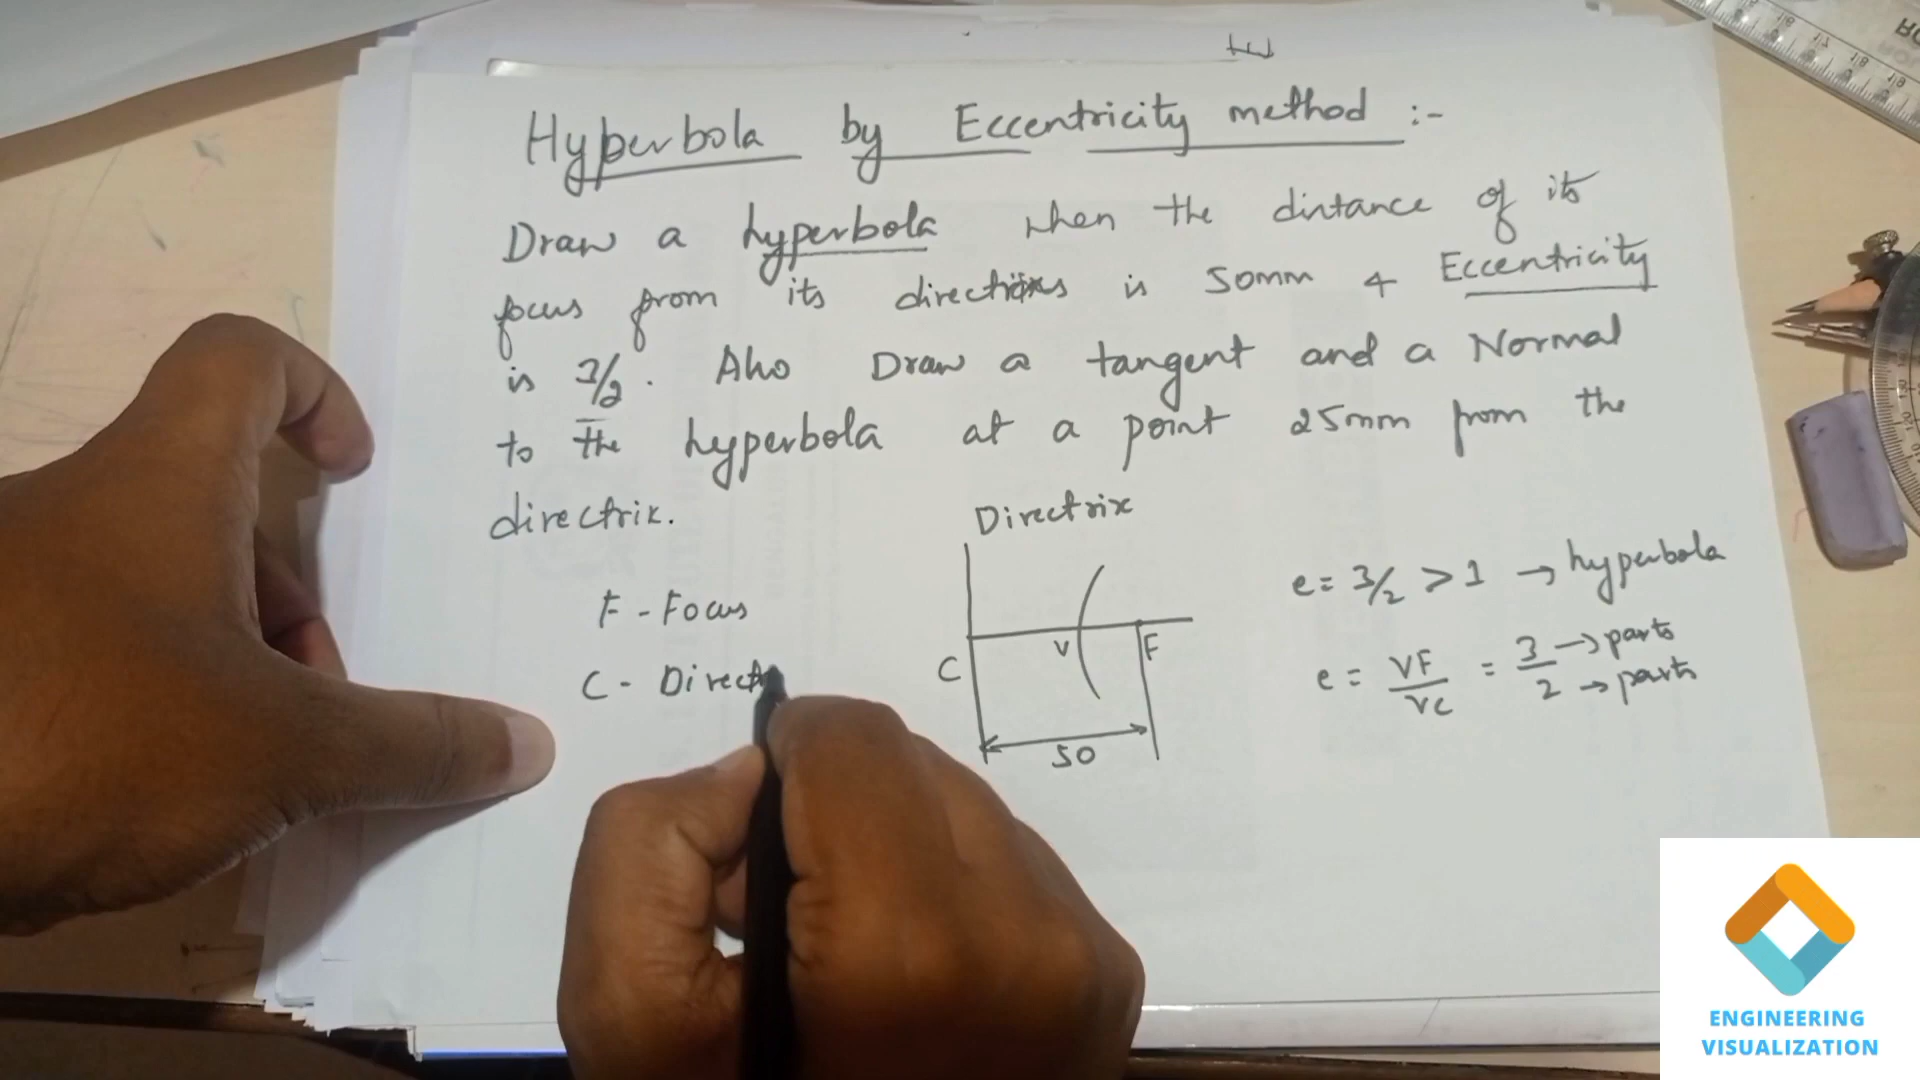 Hyperbola by Eccentricity method :-
Draw a hyperbola when the distance of its
focus from its directrix is 50mm & Eccentricity
is 3/2. Also Draw a tangent and a Normal
to the hyperbola at a point 25mm from the
directrix.
Directrix
F - Focus
C - Direct
C
V
F
50
e = 3/2 > 1 → hyperbola
e = VF/VC = 3/2 → parts → parts
ENGINEERING
VISUALIZATION